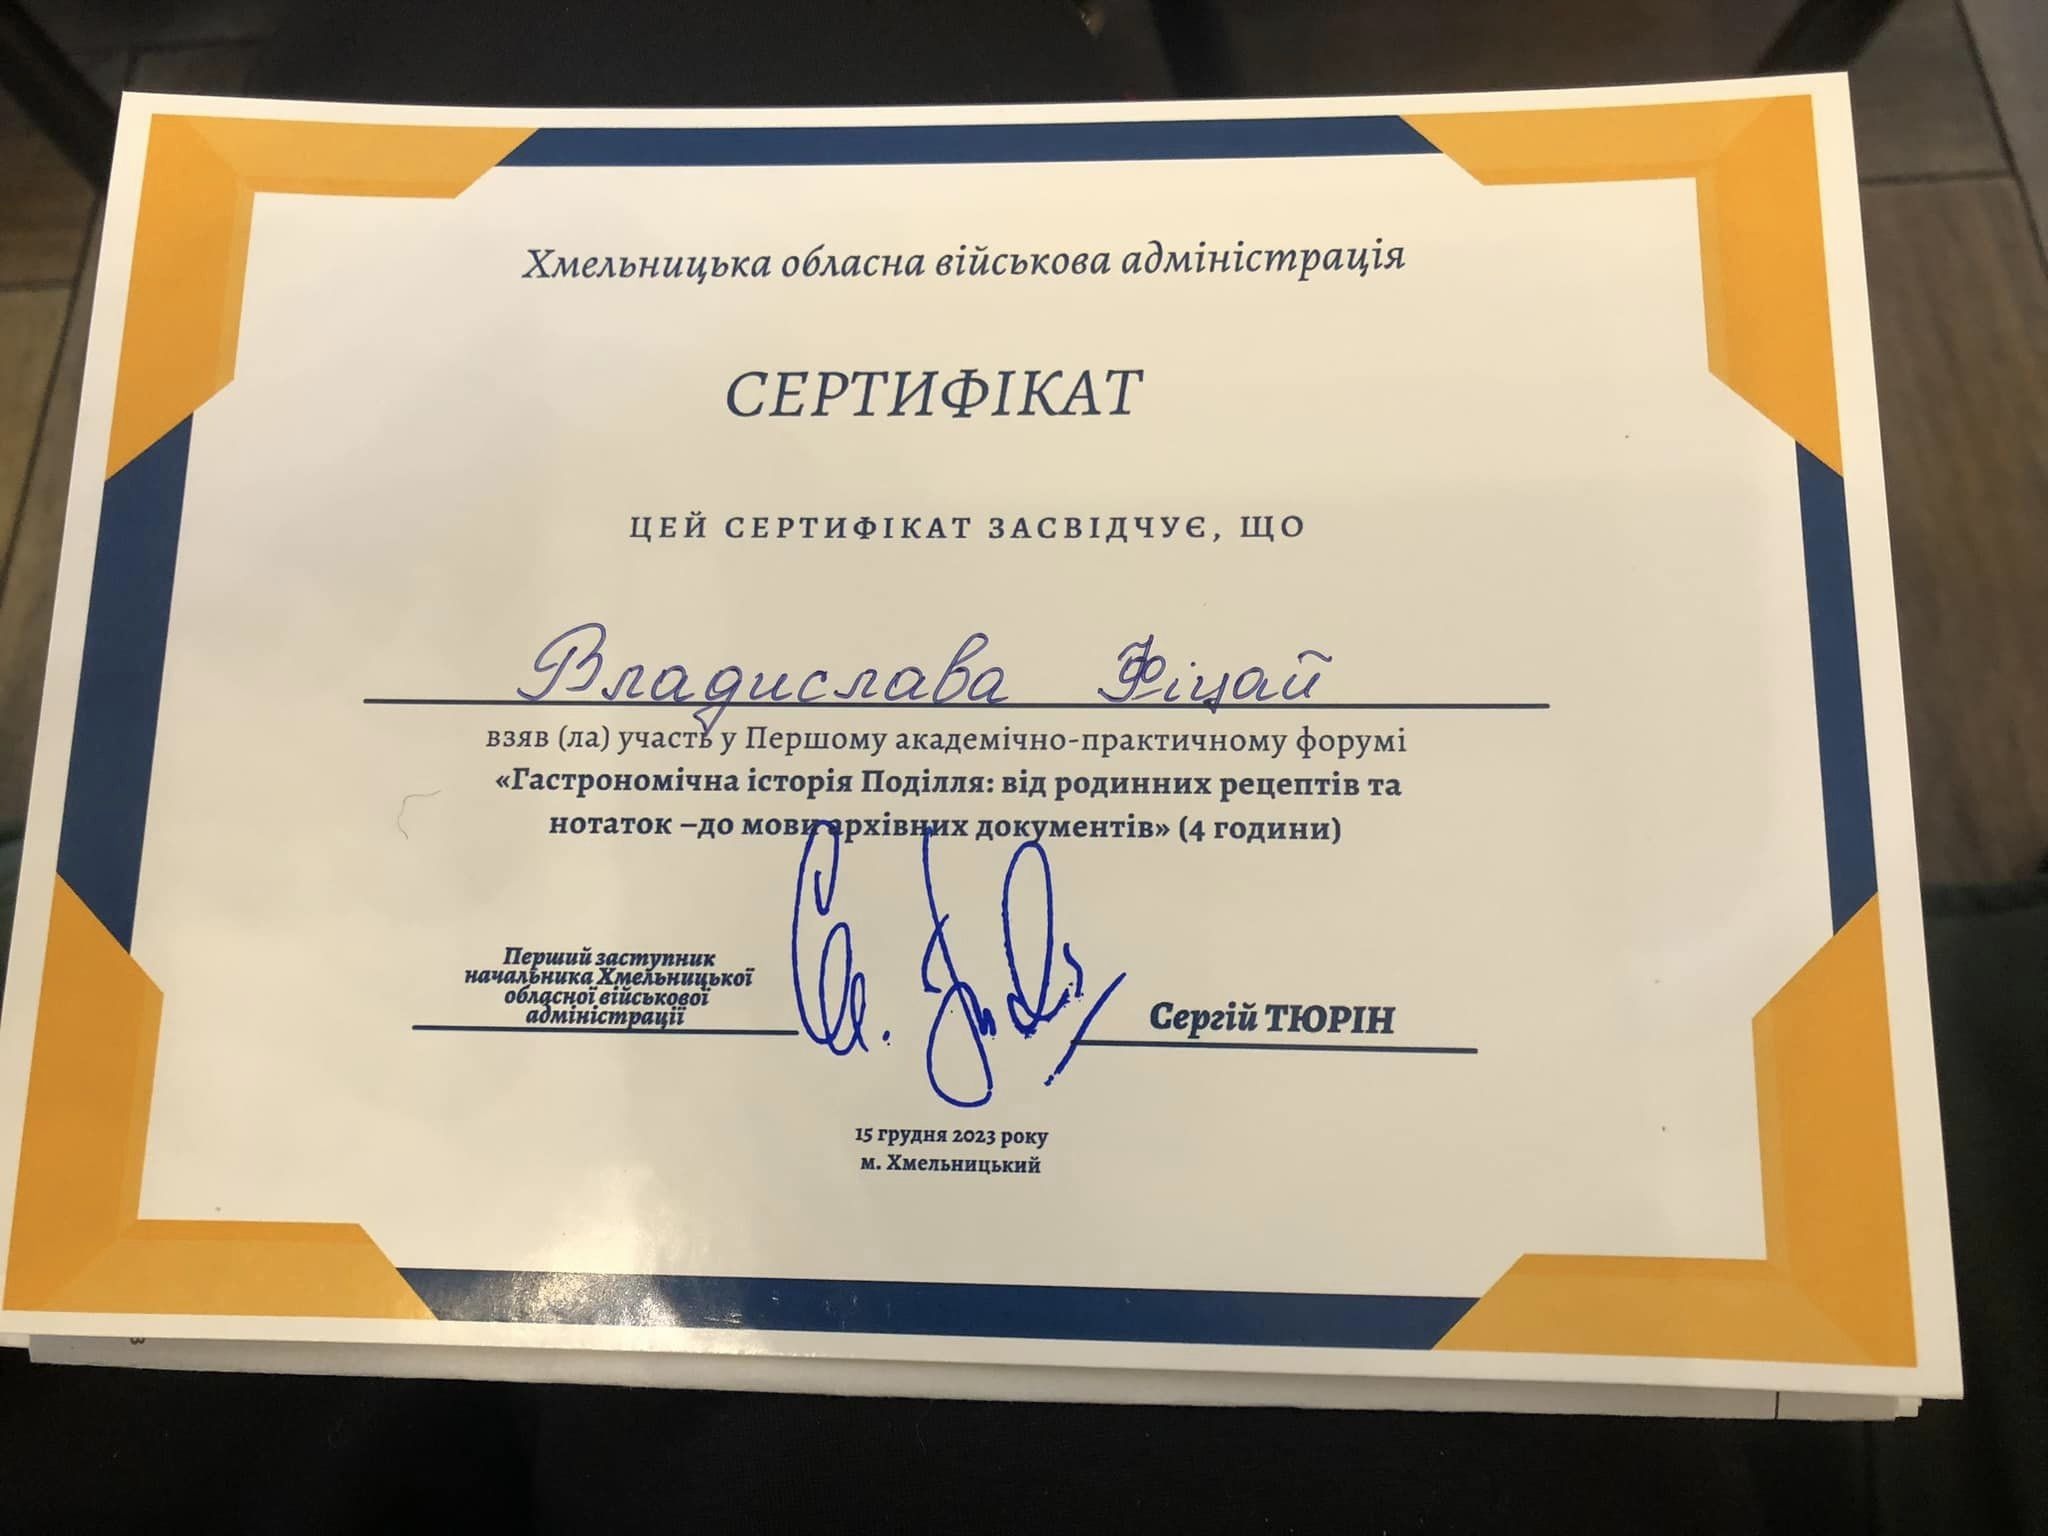 Хмельницька обласна військова адміністрація
СЕРТИФІКАТ
ЦЕЙ СЕРТИФІКАТ ЗАСВІДЧУЄ, ЩО
Владислава Фіцай
взяв (ла) участь у Першому академічно-практичному форумі
«Гастрономічна історія Поділля: від родинних рецептів та
нотаток –до мови архівних документів» (4 години)
Перший заступник
начальника Хмельницької
обласної військової
адміністрації
Сергій ТЮРІН
15 грудня 2023 року
м. Хмельницький